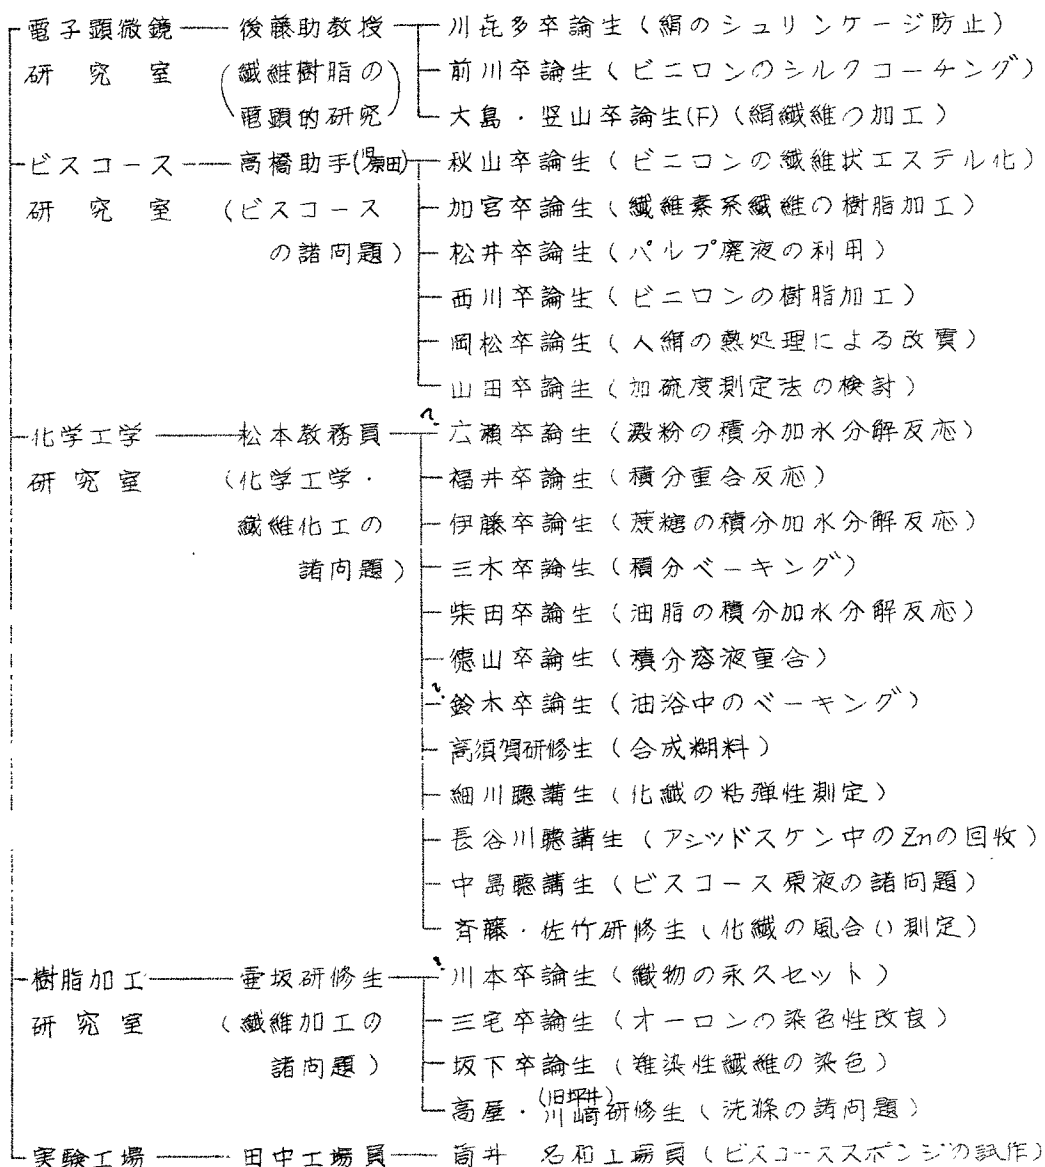 電子顕微鏡 後藤助教授 川㐂多卒論生(絹のシュリンケージ防止)
研究室 (繊維樹脂の 前川卒論生(ビニロンのシルクコーチング)
電顕的研究) 大島・竪山卒論生(F)(絹繊維の加工)
ビスコース 高橋助手 秋山卒論生(ビニロンの繊維状エステル化)
研究室 (ビスコース 加宮卒論生(繊維素系繊維の樹脂加工)
の諸問題) 松井卒論生(パルプ廃液の利用)
西川卒論生(ビニロンの樹脂加工)
岡松卒論生(人絹の熱処理による改質)
山田卒論生(加硫度測定法の検討)
化学工学 松本教務員 広瀬卒論生(澱粉の積分加水分解反応)
研究室 (化学工学・ 福井卒論生(積分重合反応)
繊維化工の 伊藤卒論生(蔗糖の積分加水分解反応)
諸問題) 三木卒論生(積分ベーキング)
柴田卒論生(油脂の積分加水分解反応)
徳山卒論生(積分溶液重合)
鈴木卒論生(油浴中のベーキング)
高須賀研修生(合成糊料)
細川聴講生(化繊の粘弾性測定)
長谷川聴講生(アシッドスケン中のZnの回収)
中島聴講生(ビスコース原液の諸問題)
斉藤・佐竹研修生(化繊の風合い測定)
樹脂加工 垂坂研修生 川本卒論生(織物の永久セット)
研究室 (繊維加工の 三宅卒論生(オーロンの染色性改良)
諸問題) 坂下卒論生(難染性繊維の染色)
(旧坪井)
高屋・川崎研修生(洗滌の諸問題)
実験工場 田中工場員 筒井 名和工場員(ビスコーススポンジの試作)